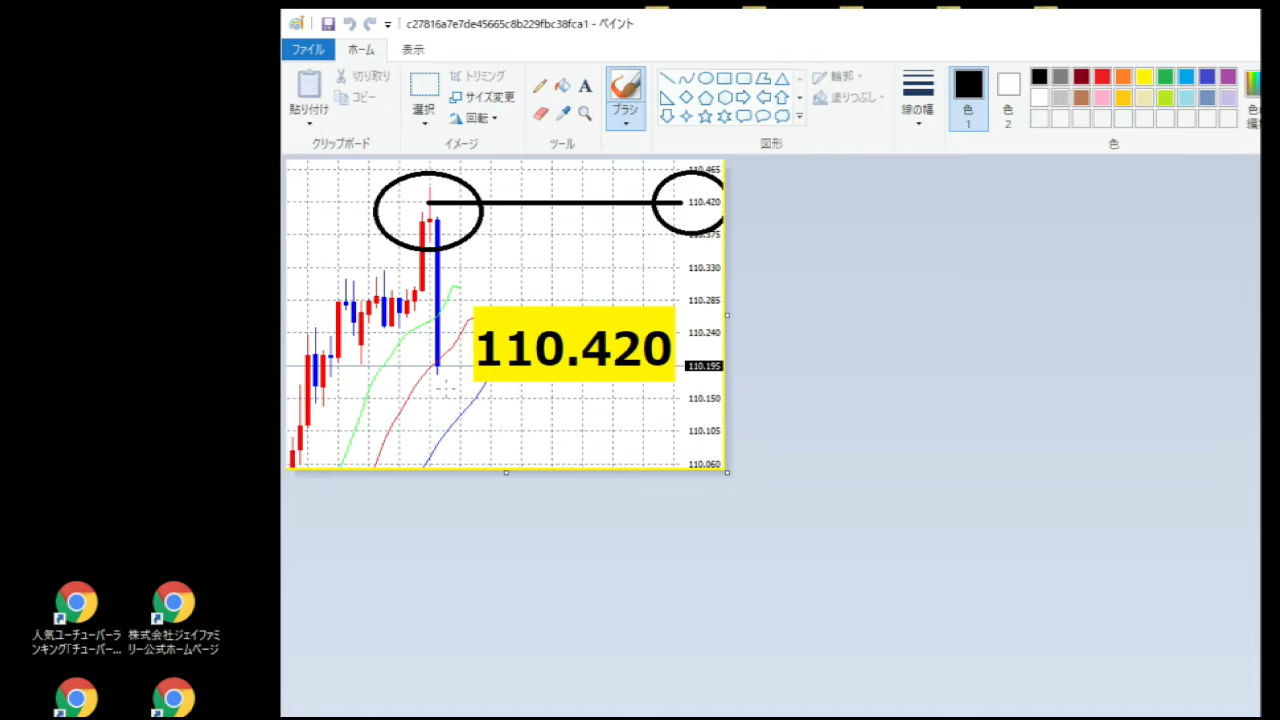 c27816a7e7de45665c8b229fbc38fca1 - ペイント
ファイル ホーム 表示
貼り付け
切り取り
コピー
クリップボード
選択
トリミング
サイズ変更
回転
イメージ
A
ツール
ブラシ
輪郭
塗りつぶし
図形
線の幅
色
1
色
2
色
110.465
110.420
110.330
110.285
110.240
110.195
110.150
110.105
110.060
110.420
人気ユーチューバーラ
ンキング「チューバー...
株式会社ジェイファミ
リー公式ホームページ